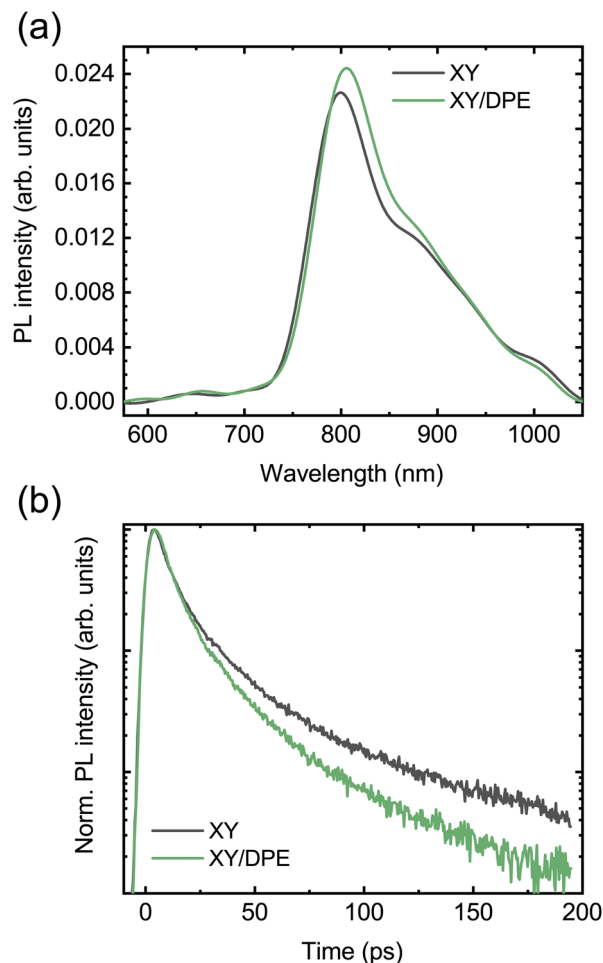 (a)
XY
XY/DPE
0.024
0.020
0.016
0.012
0.008
0.004
0.000
PL intensity (arb. units)
600 700 800 900 1000
Wavelength (nm)
(b)
Norm. PL intensity (arb. units)
XY
XY/DPE
0 50 100 150 200
Time (ps)